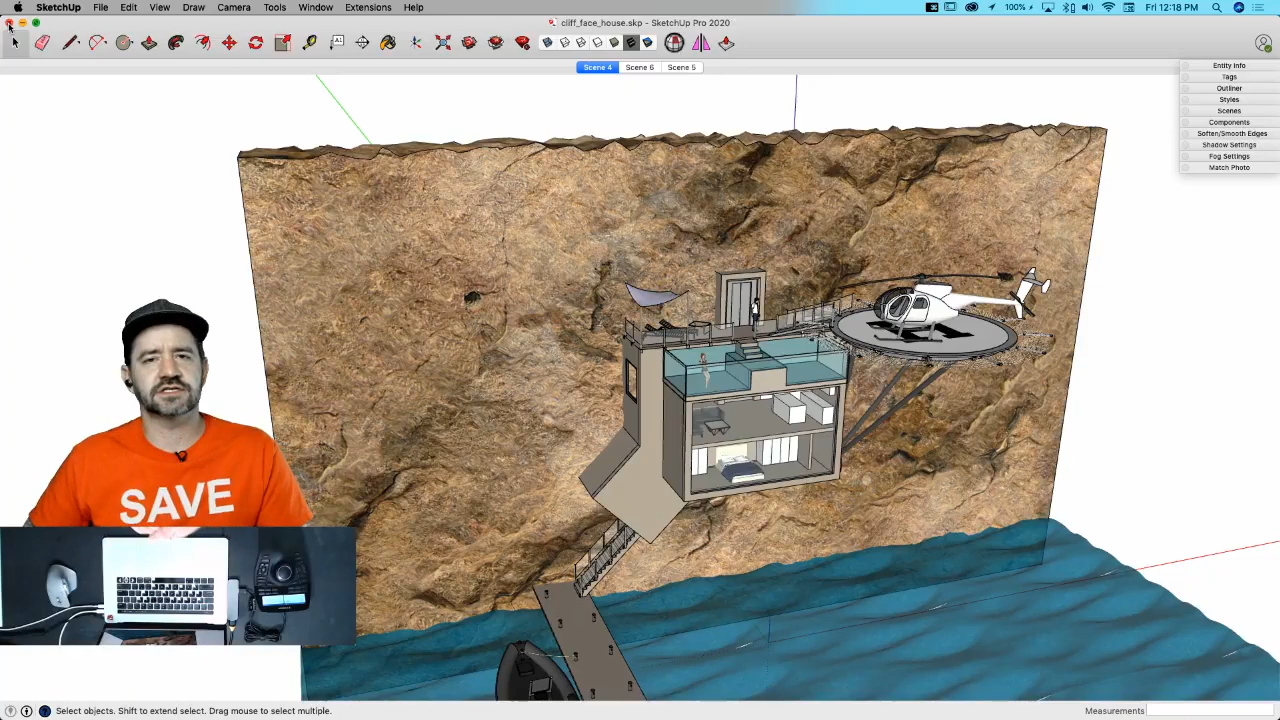 SketchUp File Edit View Draw Camera Tools Window Extensions Help 100% Fri 12:18 PM
cliff_face_house.skp - SketchUp Pro 2020
Scene 4 Scene 6 Scene 5
Entity Info
Tags
Outliner
Styles
Scenes
Components
Soften/Smooth Edges
Shadow Settings
Fog Settings
Match Photo
SAVE
Select objects. Shift to extend select. Drag mouse to select multiple. Measurements